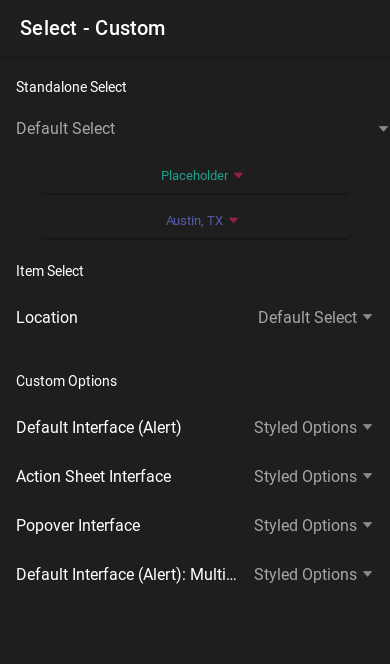 Select - Custom
Standalone Select
Default Select
Placeholder
Austin, TX
Item Select
Location Default Select
Custom Options
Default Interface (Alert) Styled Options
Action Sheet Interface Styled Options
Popover Interface Styled Options
Default Interface (Alert): Multi... Styled Options